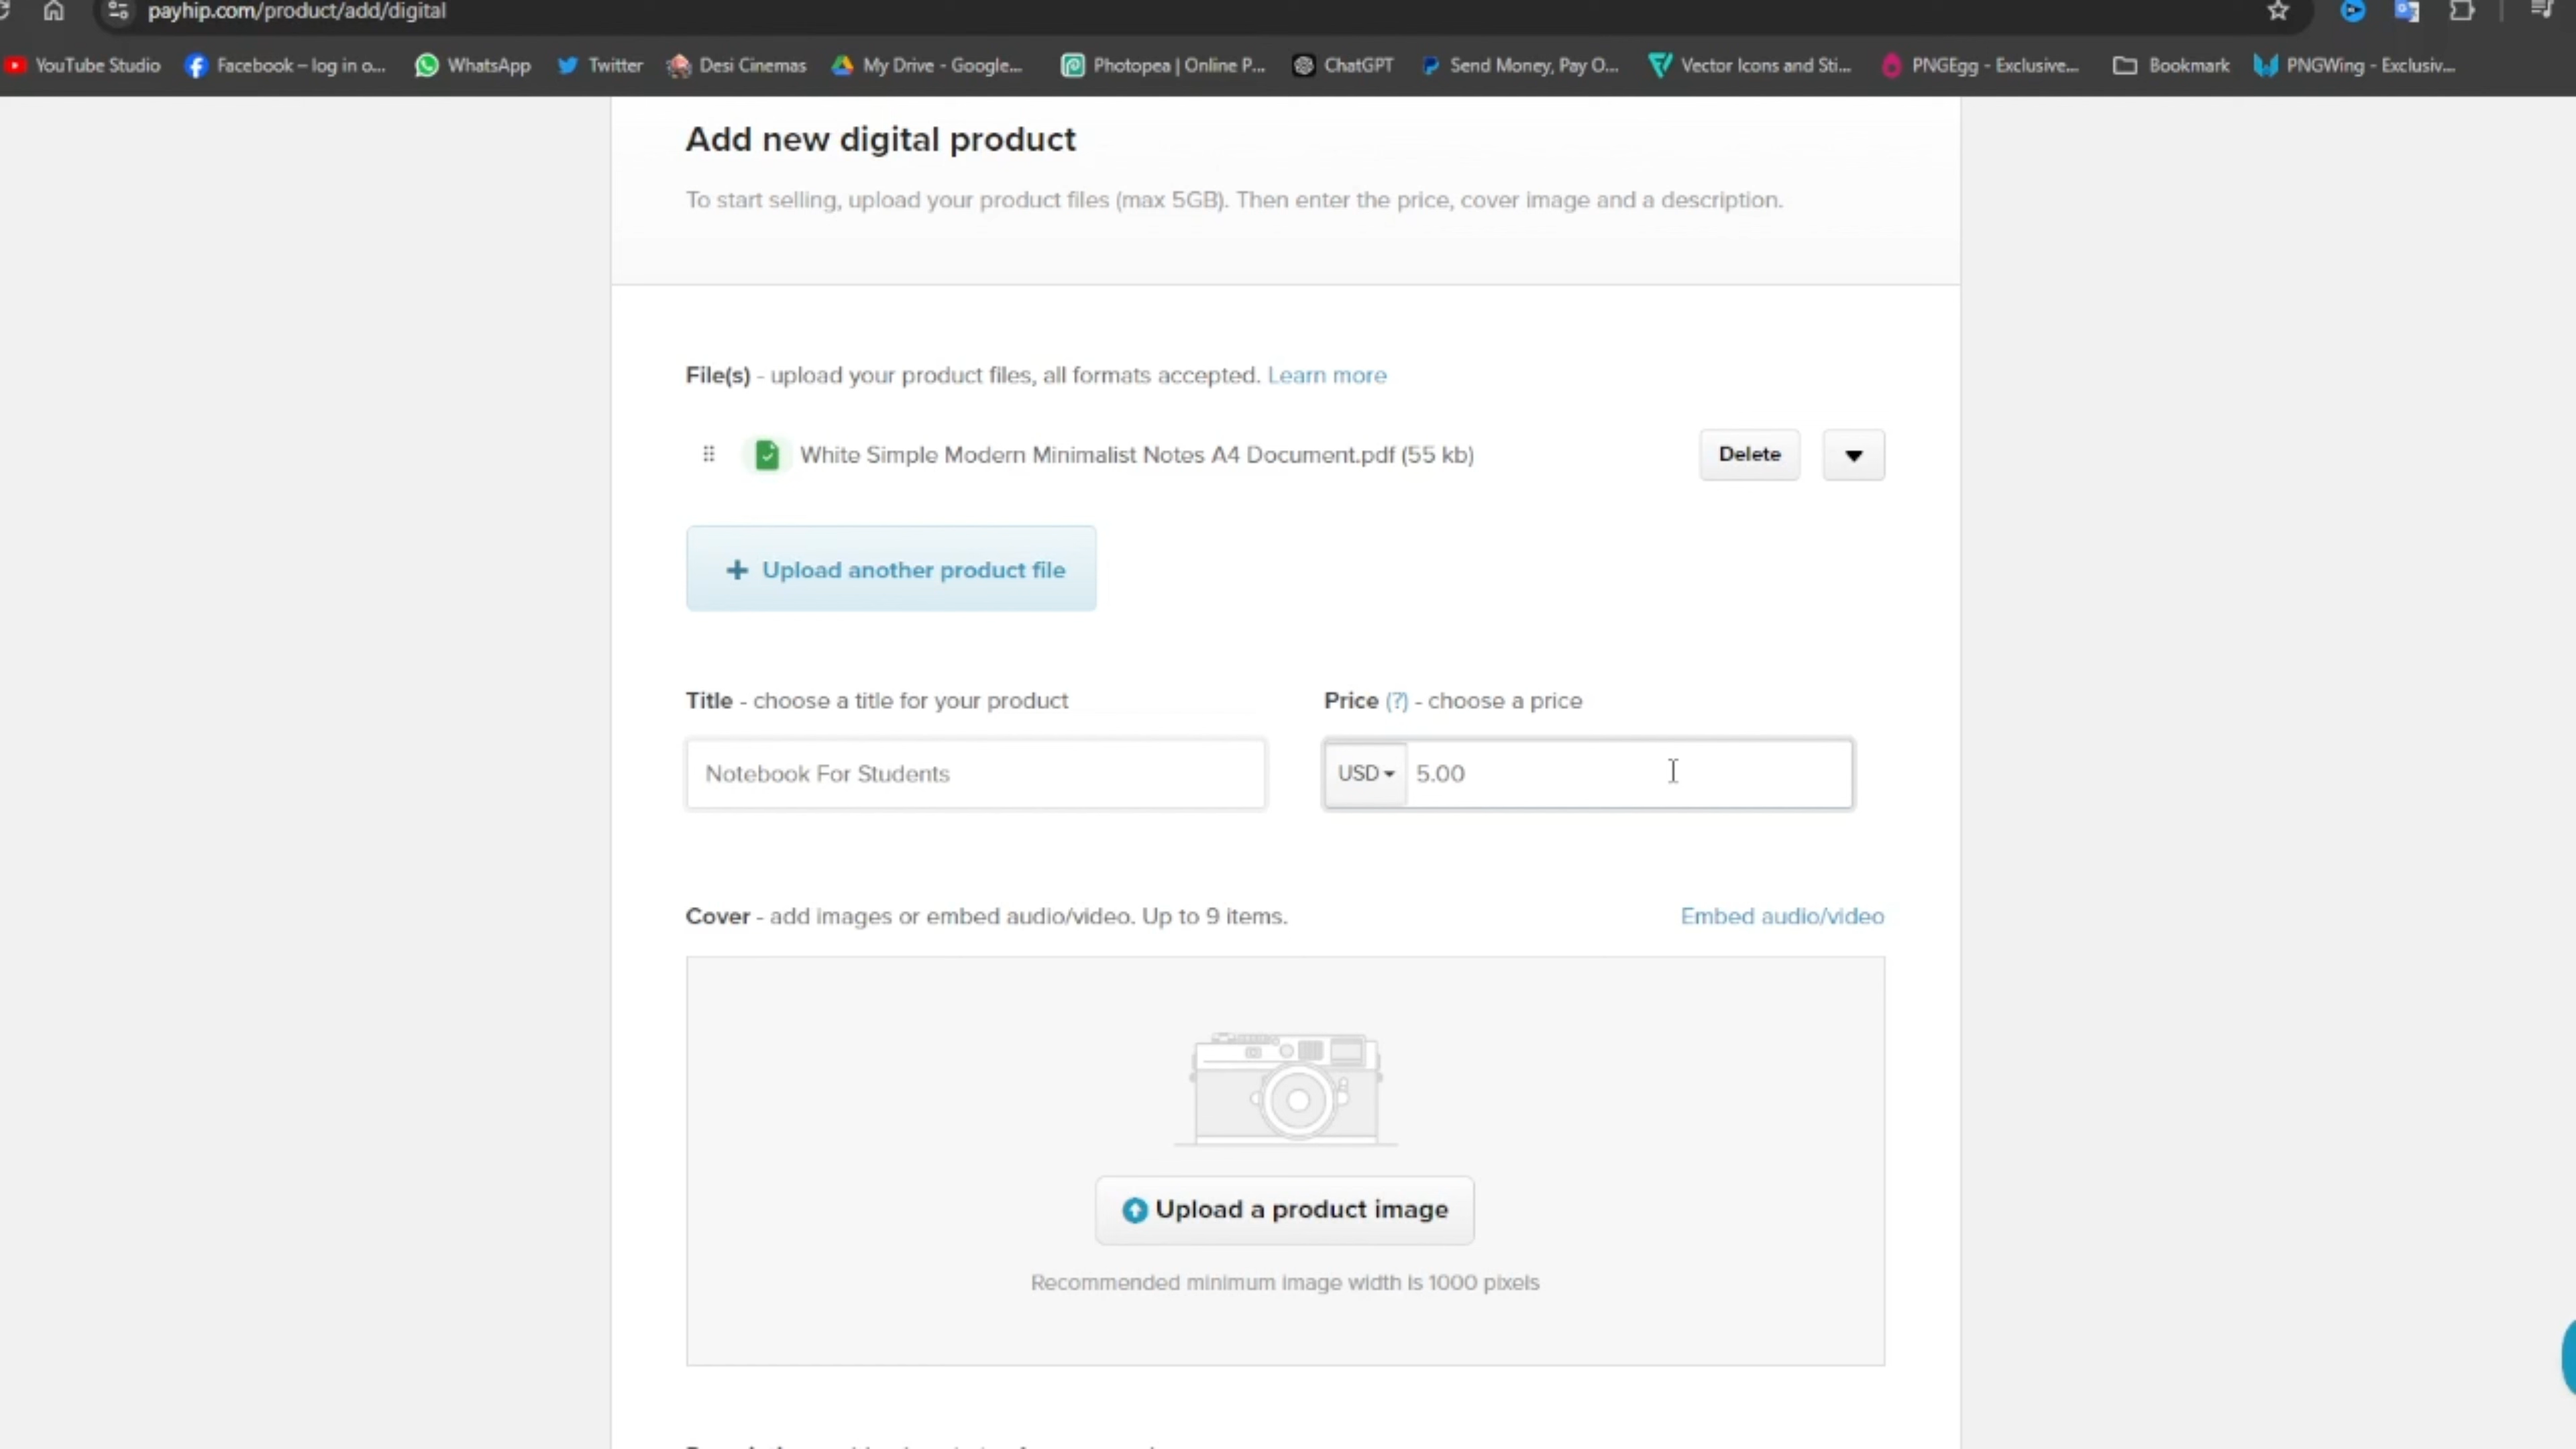 payhip.com/product/add/digital
YouTube Studio Facebook – log in o... WhatsApp Twitter Desi Cinemas My Drive - Google... Photopea | Online P... ChatGPT Send Money, Pay O... Vector Icons and Sti... PNGEgg - Exclusive... Bookmark PNGWing - Exclusiv...
Add new digital product
To start selling, upload your product files (max 5GB). Then enter the price, cover image and a description.
File(s) - upload your product files, all formats accepted. Learn more
White Simple Modern Minimalist Notes A4 Document.pdf (55 kb) Delete
+ Upload another product file
Title - choose a title for your product Price (?) - choose a price
Notebook For Students USD 5.00
Cover - add images or embed audio/video. Up to 9 items. Embed audio/video
Upload a product image
Recommended minimum image width is 1000 pixels